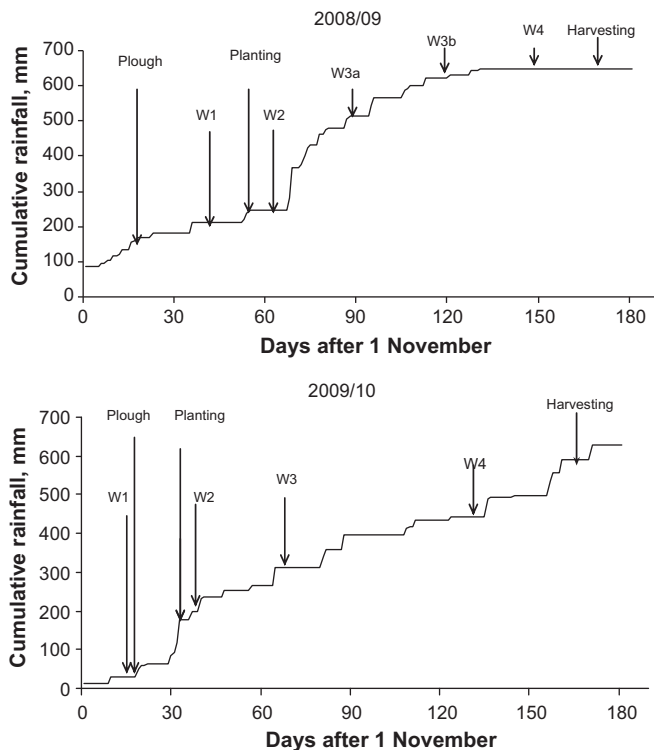 2008/09
Cumulative rainfall, mm
700
600
500
400
300
200
100
0
Plough
W1
Planting
W2
W3a
W3b
W4
Harvesting
0 30 60 90 120 150 180
Days after 1 November
2009/10
Cumulative rainfall, mm
700
600
500
400
300
200
100
0
W1
Plough
Planting
W2
W3
W4
Harvesting
0 30 60 90 120 150 180
Days after 1 November